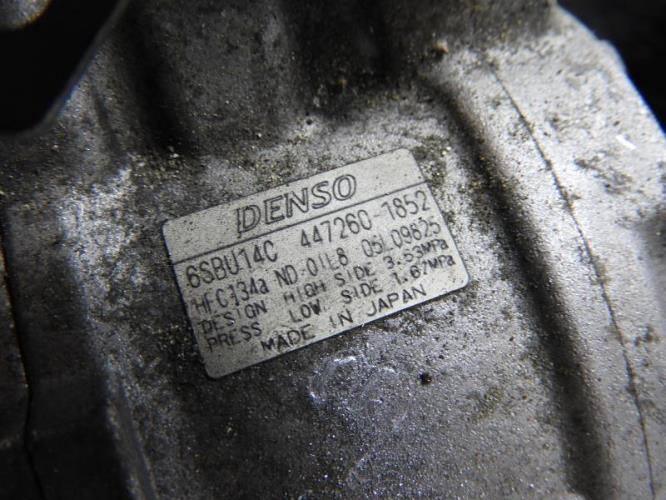 DENSO
6SBU14C 447260-1852
HFC134a ND-OIL8 06L09825
DESIGN HIGH SIDE 3.53MPa
PRESS LOW SIDE 1.67MPa
MADE IN JAPAN